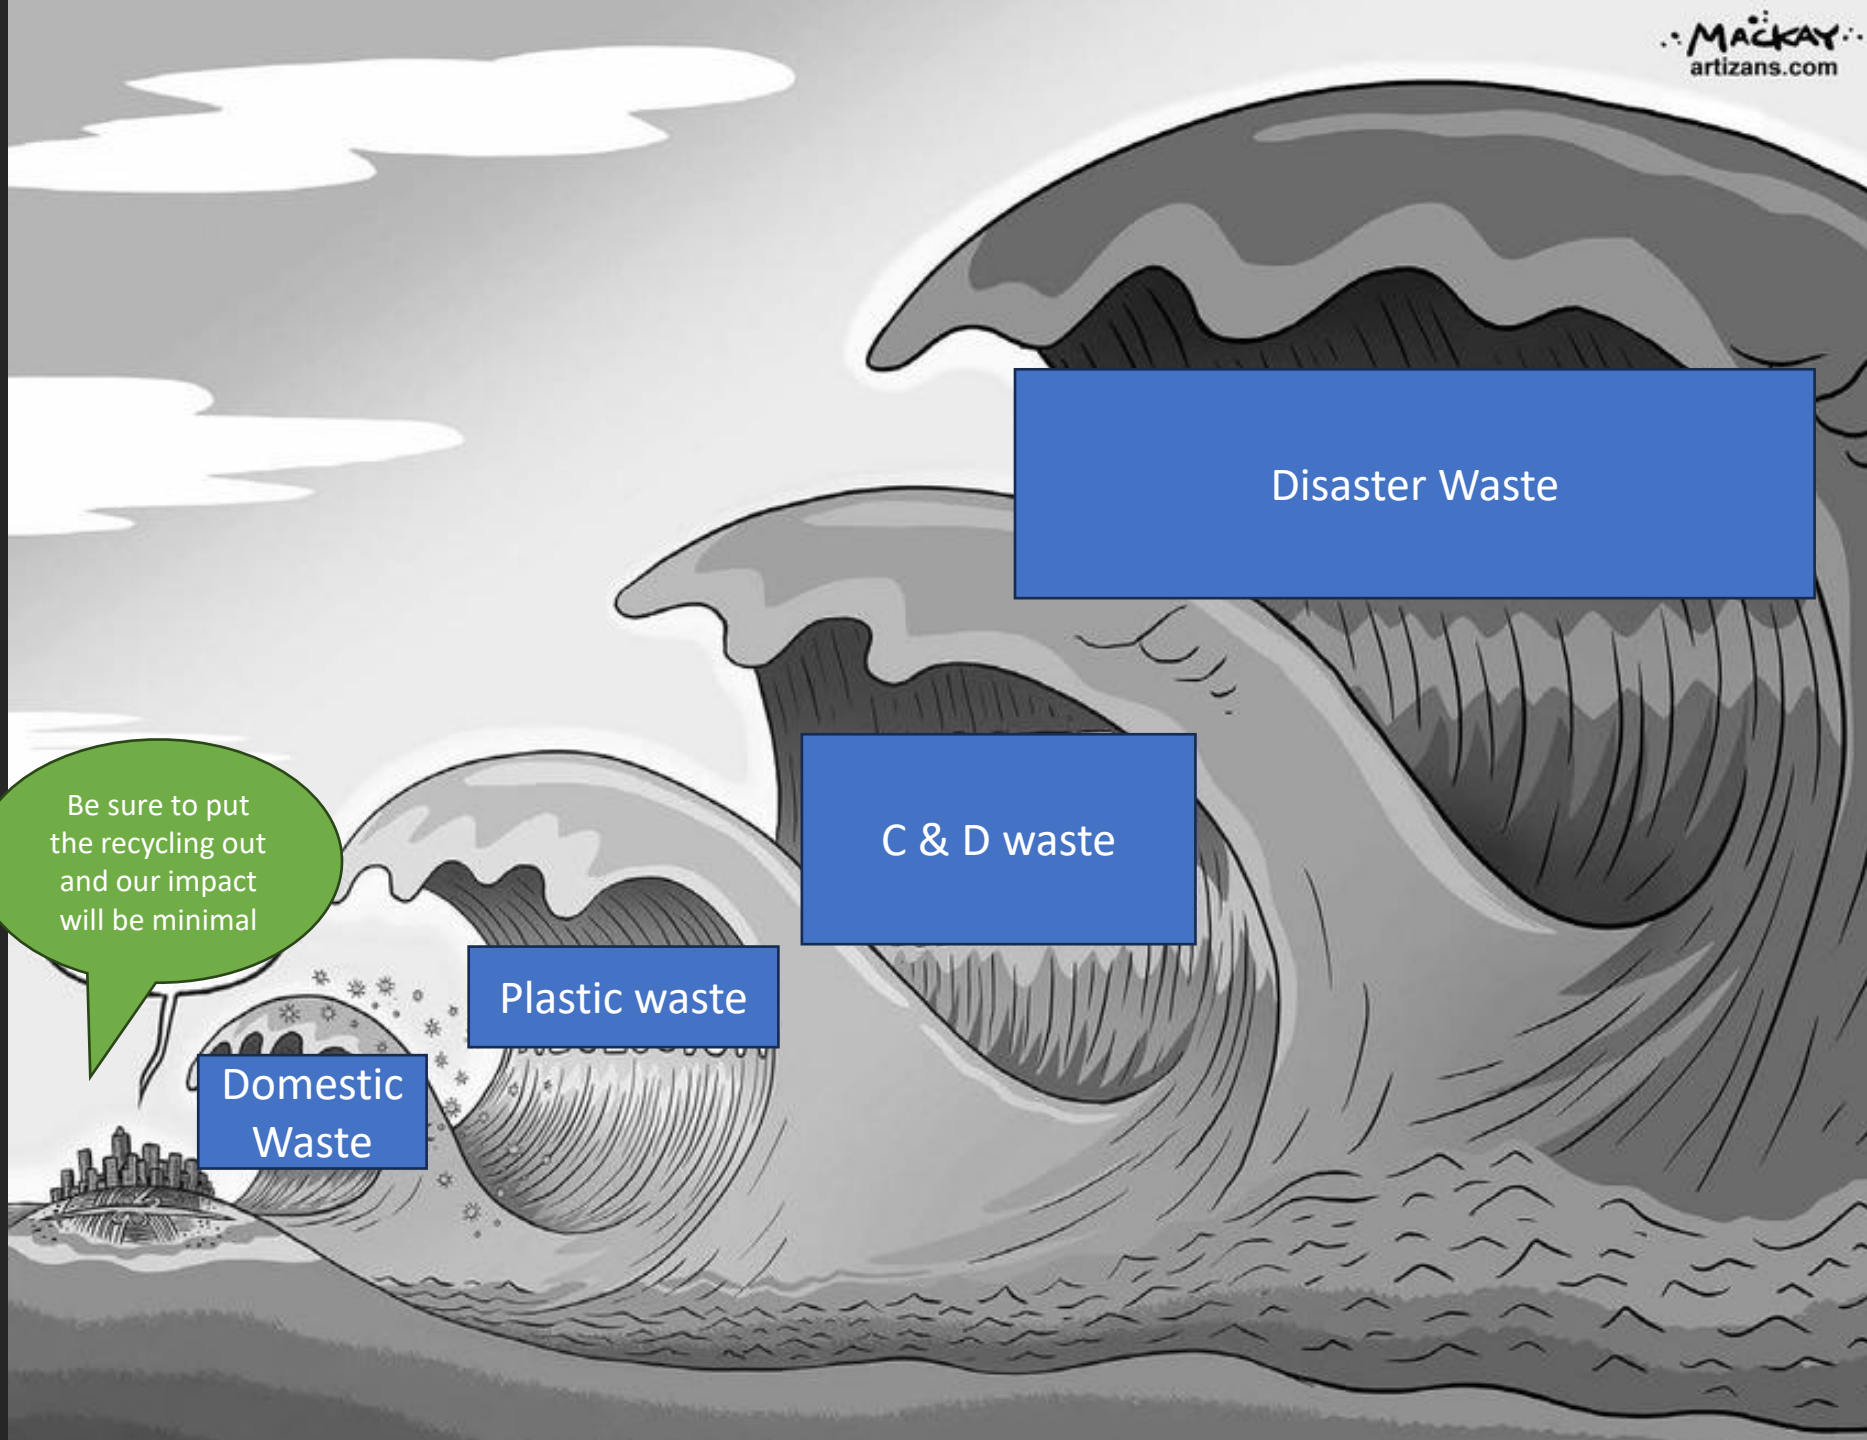 MACKAY
artizans.com
Disaster Waste
C & D waste
Be sure to put
the recycling out
and our impact
will be minimal
Plastic waste
Domestic
Waste